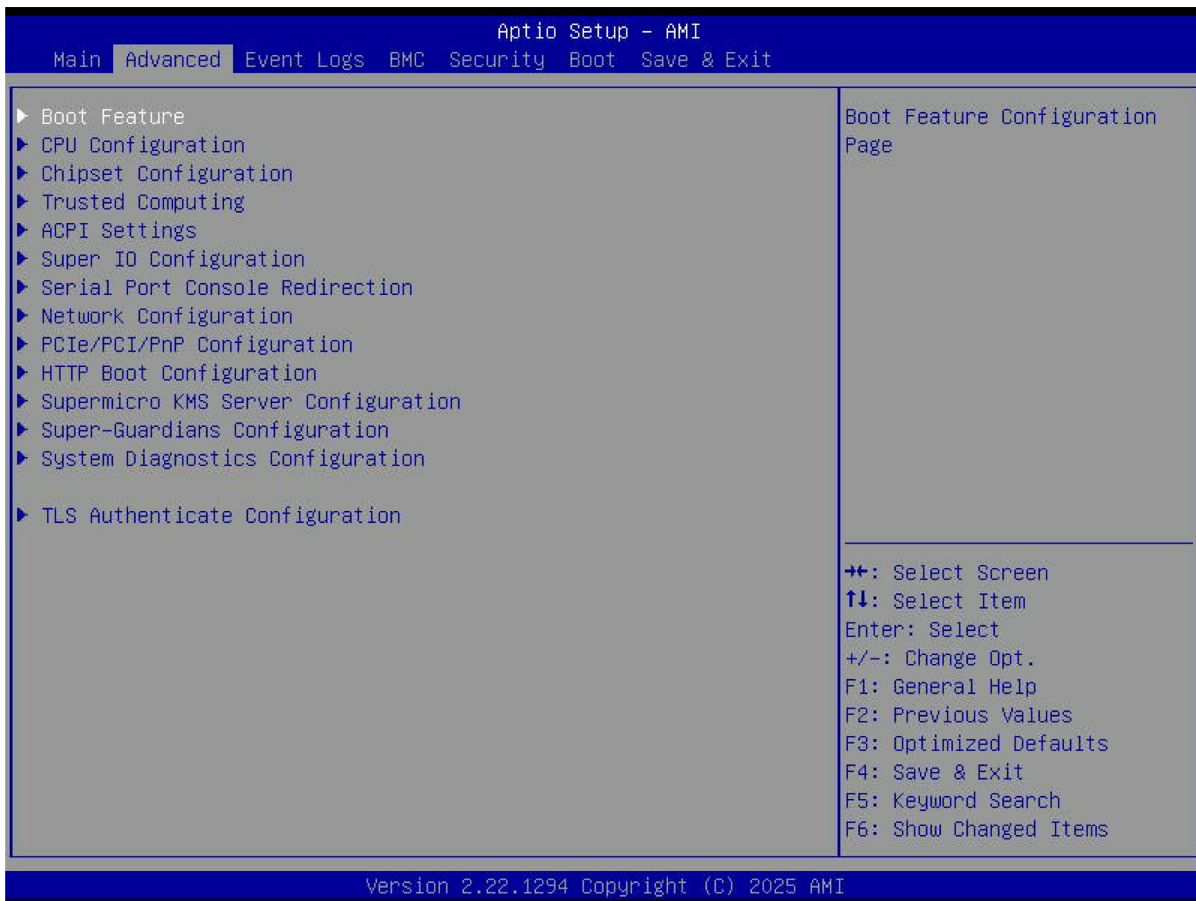 Aptio Setup – AMI
Main Advanced Event Logs BMC Security Boot Save & Exit
▶ Boot Feature
▶ CPU Configuration
▶ Chipset Configuration
▶ Trusted Computing
▶ ACPI Settings
▶ Super IO Configuration
▶ Serial Port Console Redirection
▶ Network Configuration
▶ PCIe/PCI/PnP Configuration
▶ HTTP Boot Configuration
▶ Supermicro KMS Server Configuration
▶ Super-Guardians Configuration
▶ System Diagnostics Configuration
▶ TLS Authenticate Configuration
Boot Feature Configuration
Page
→←: Select Screen
↑↓: Select Item
Enter: Select
+/-: Change Opt.
F1: General Help
F2: Previous Values
F3: Optimized Defaults
F4: Save & Exit
F5: Keyword Search
F6: Show Changed Items
Version 2.22.1294 Copyright (C) 2025 AMI